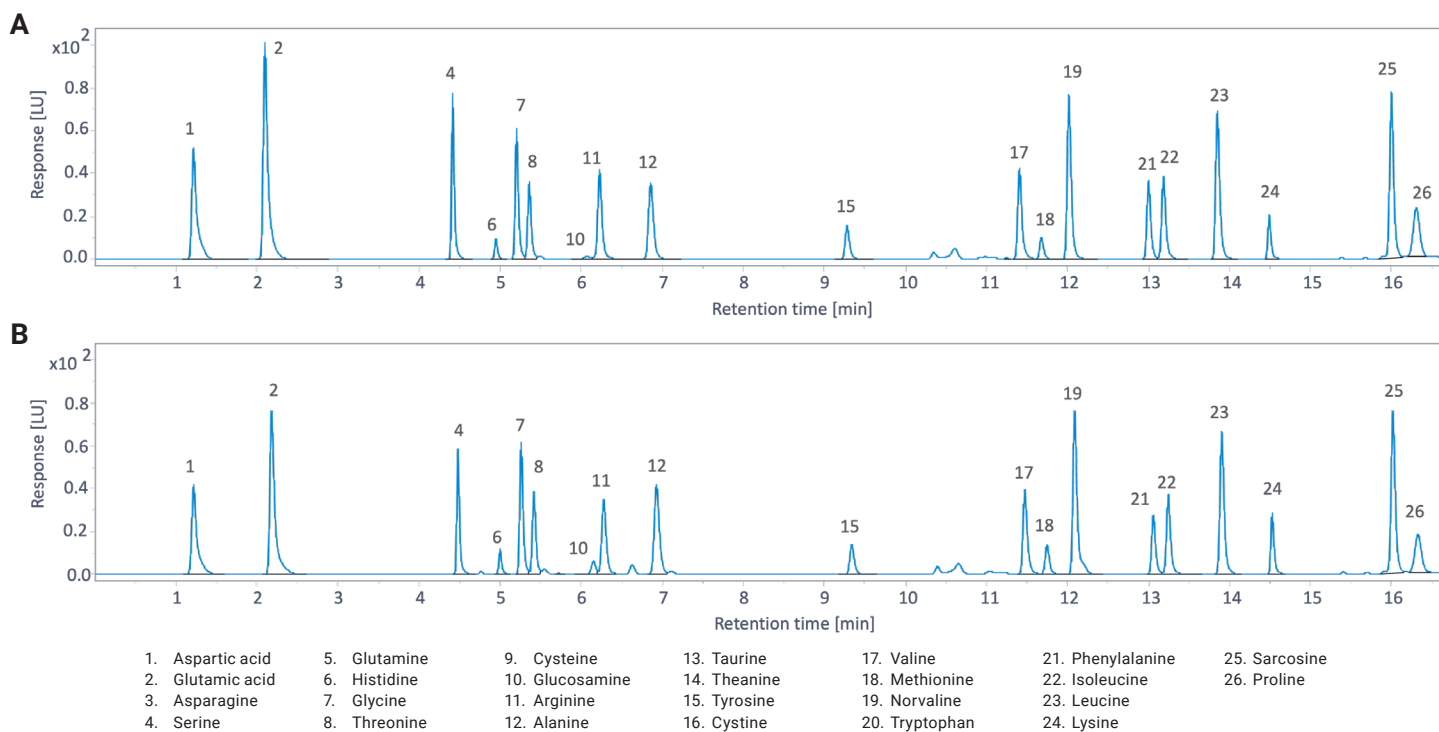 A
x10 2
Response [LU]
0.8
0.6
0.4
0.2
0.0
1 2 4 6 7 8 10 11 12 15 17 18 19 21 22 23 24 25 26
1 2 3 4 5 6 7 8 9 10 11 12 13 14 15 16
Retention time [min]
B
x10 2
Response [LU]
0.8
0.6
0.4
0.2
0.0
1 2 4 6 7 8 10 11 12 15 17 18 19 21 22 23 24 25 26
1 2 3 4 5 6 7 8 9 10 11 12 13 14 15 16
Retention time [min]
1. Aspartic acid 5. Glutamine 9. Cysteine 13. Taurine 17. Valine 21. Phenylalanine 25. Sarcosine
2. Glutamic acid 6. Histidine 10. Glucosamine 14. Theanine 18. Methionine 22. Isoleucine 26. Proline
3. Asparagine 7. Glycine 11. Arginine 15. Tyrosine 19. Norvaline 23. Leucine
4. Serine 8. Threonine 12. Alanine 16. Cystine 20. Tryptophan 24. Lysine